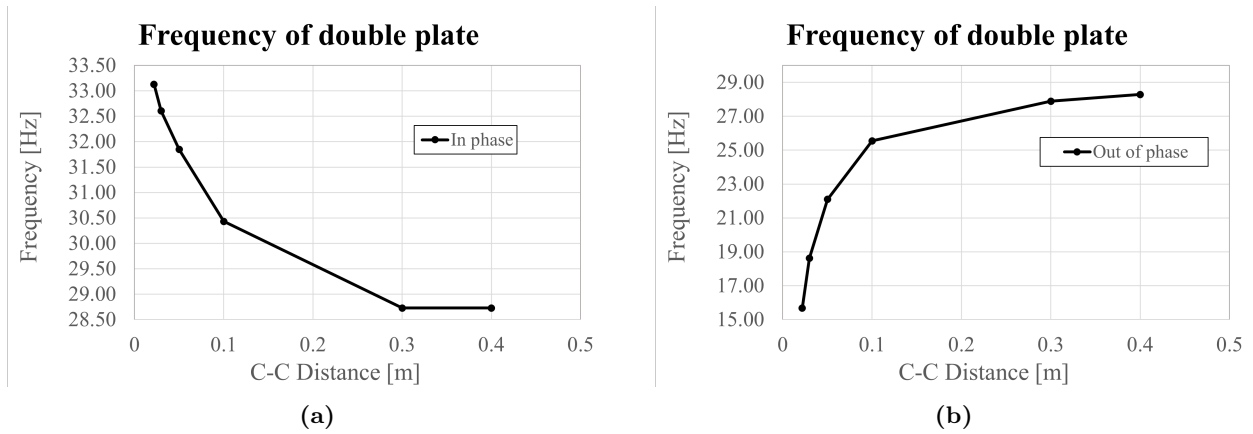 Frequency of double plate
33.50
33.00
32.50
32.00
31.50
31.00
30.50
30.00
29.50
29.00
28.50
Frequency [Hz]
In phase
0 0.1 0.2 0.3 0.4 0.5
C-C Distance [m]
(a)
Frequency of double plate
29.00
27.00
25.00
23.00
21.00
19.00
17.00
15.00
Frequency [Hz]
Out of phase
0 0.1 0.2 0.3 0.4 0.5
C-C Distance [m]
(b)